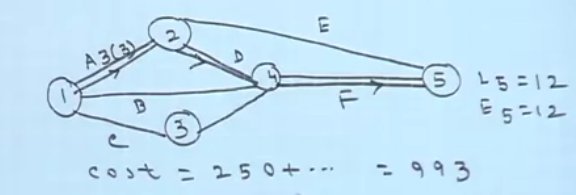 E
2
A 3(3)
D
1
B
4
F
5
L5=12
E5=12
C
3
cost = 250+... = 993